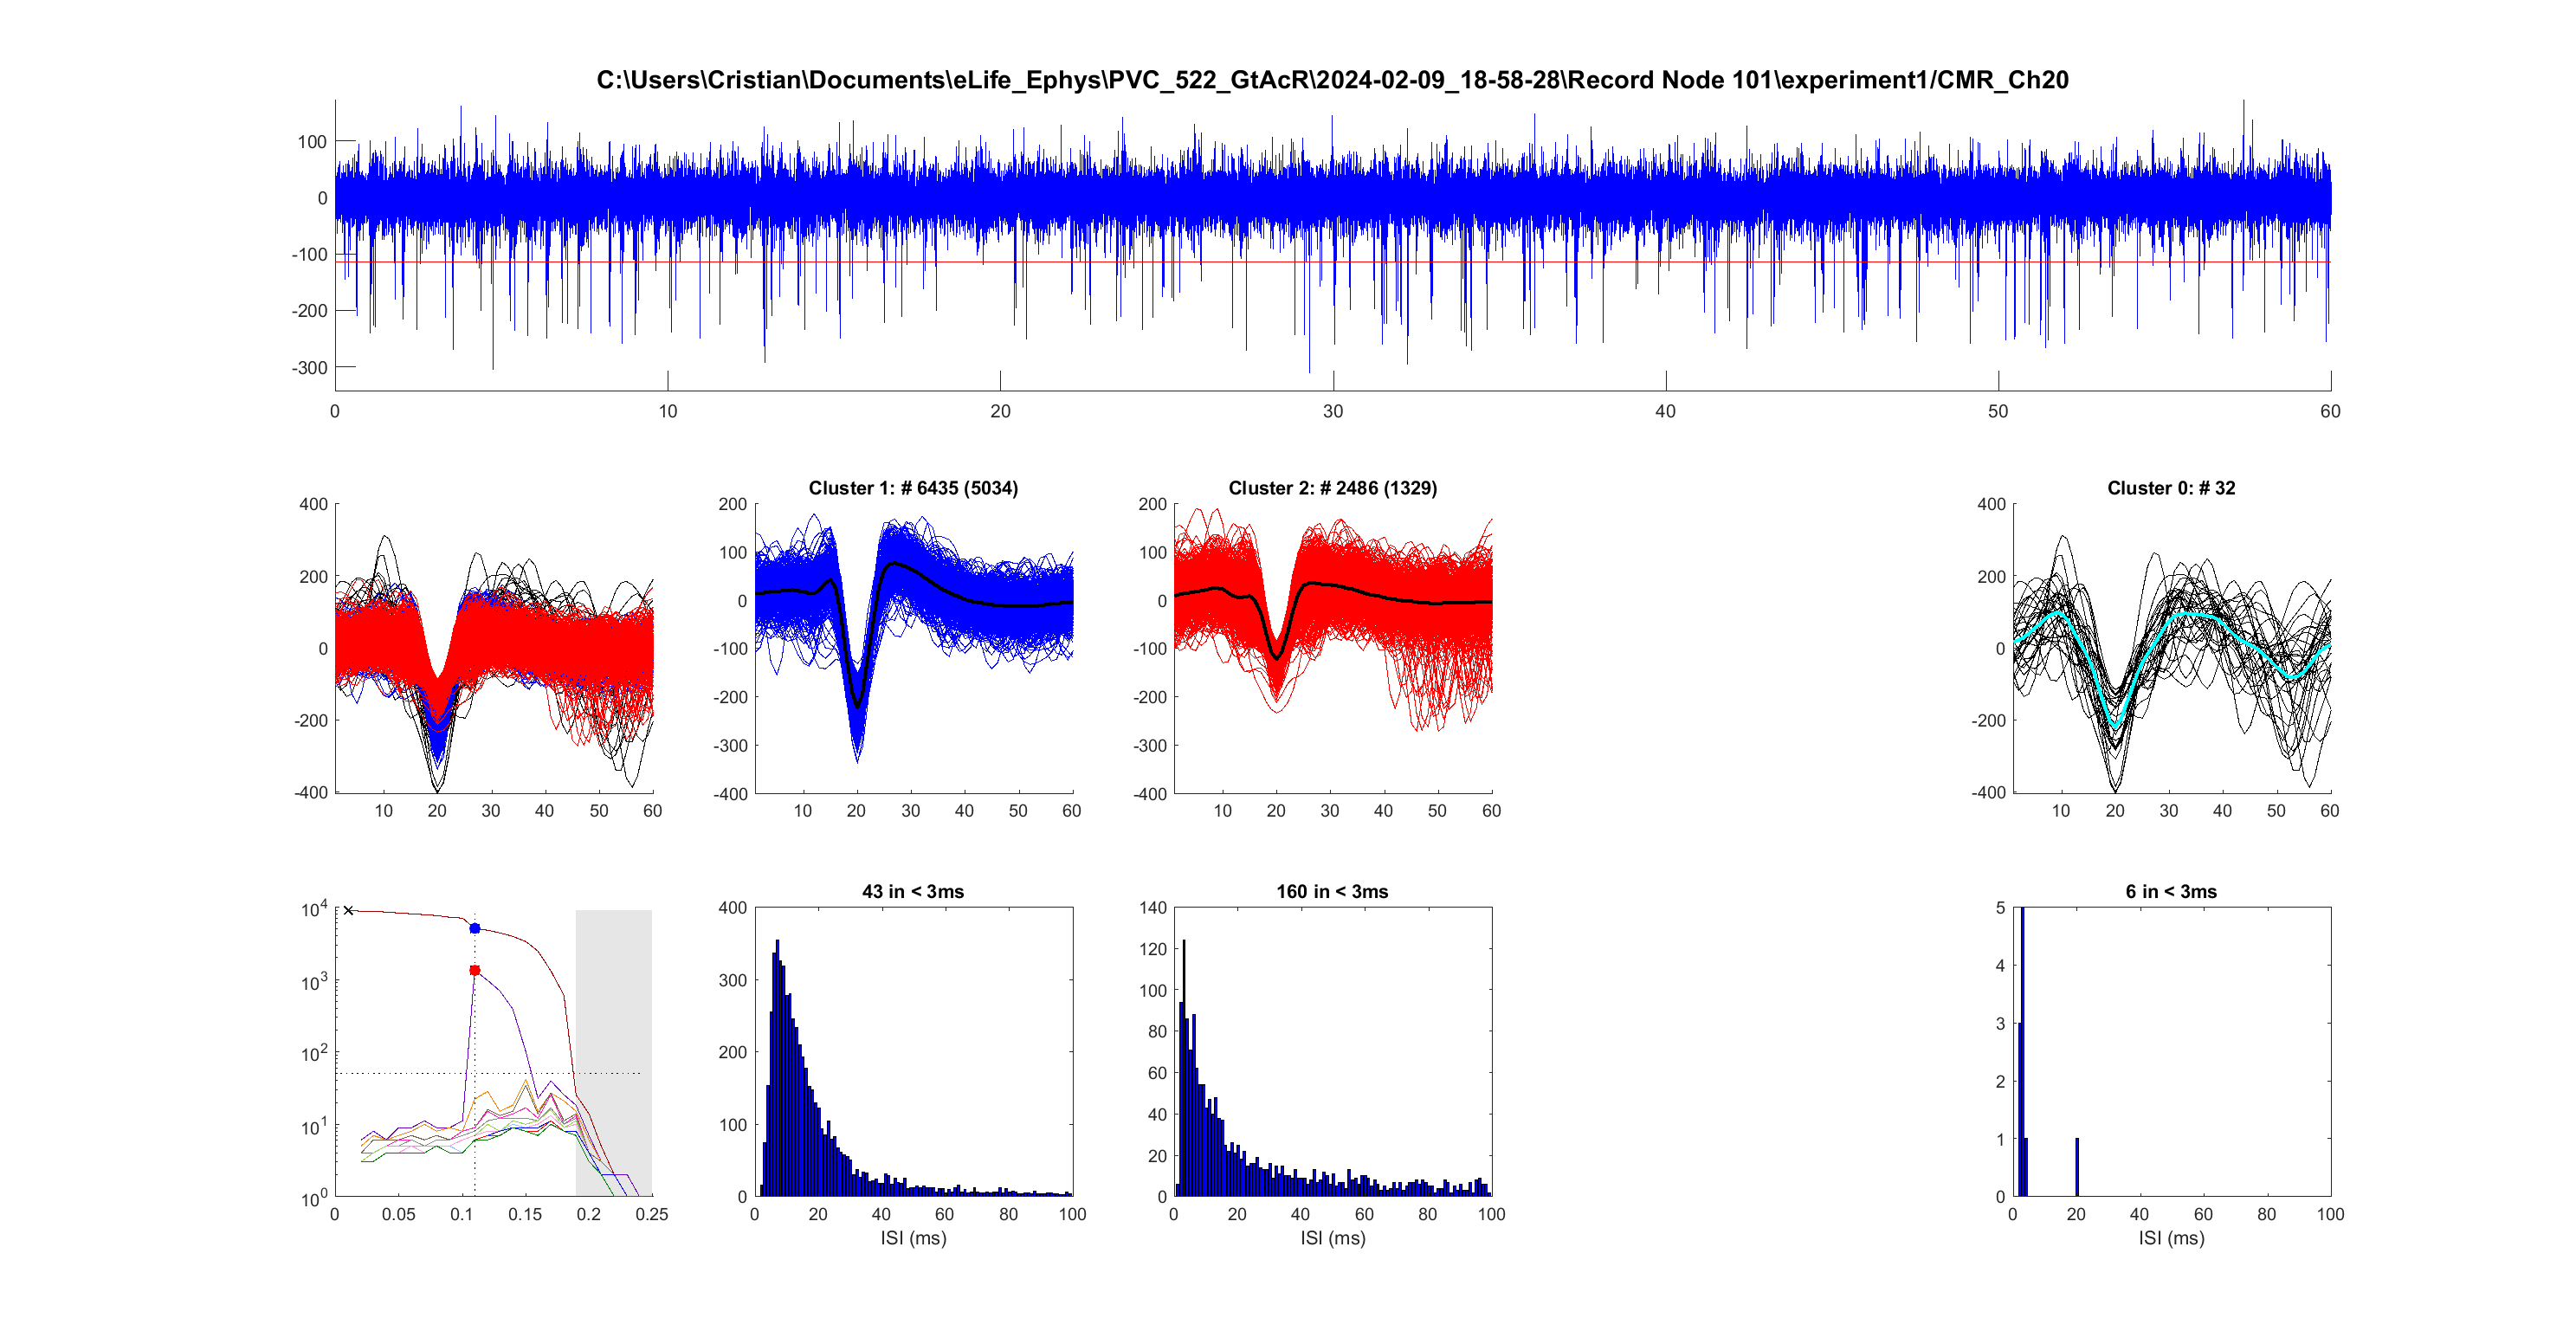 C:\Users\Cristian\Documents\eLife_Ephys\PVC_522_GtAcR\2024-02-09_18-58-28\Record Node 101\experiment1/CMR_Ch20
100
0
-100
-200
-300
0 10 20 30 40 50 60
400
200
0
-200
-400
10 20 30 40 50 60
Cluster 1: # 6435 (5034)
200
100
0
-100
-200
-300
-400
10 20 30 40 50 60
Cluster 2: # 2486 (1329)
200
100
0
-100
-200
-300
-400
10 20 30 40 50 60
Cluster 0: # 32
400
200
0
-200
-400
10 20 30 40 50 60
10^4
10^3
10^2
10^1
10^0
0 0.05 0.1 0.15 0.2 0.25
43 in < 3ms
400
300
200
100
0
0 20 40 60 80 100
ISI (ms)
160 in < 3ms
140
120
100
80
60
40
20
0
0 20 40 60 80 100
ISI (ms)
6 in < 3ms
5
4
3
2
1
0
0 20 40 60 80 100
ISI (ms)